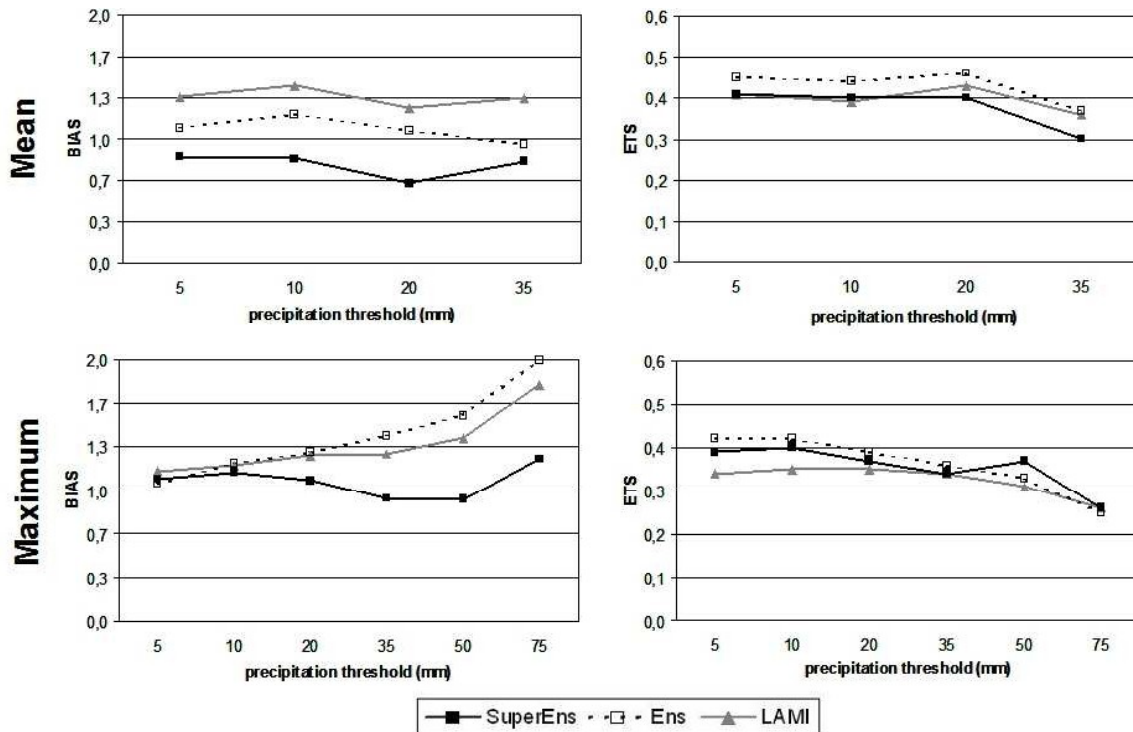 Mean
BIAS
2,0
1,7
1,3
1,0
0,7
0,3
0,0
5 10 20 35
precipitation threshold (mm)
ETS
0,6
0,5
0,4
0,3
0,2
0,1
0,0
5 10 20 35
precipitation threshold (mm)
Maximum
BIAS
2,0
1,7
1,3
1,0
0,7
0,3
0,0
5 10 20 35 50 75
precipitation threshold (mm)
ETS
0,6
0,5
0,4
0,3
0,2
0,1
0,0
5 10 20 35 50 75
precipitation threshold (mm)
SuperEns Ens LAMI